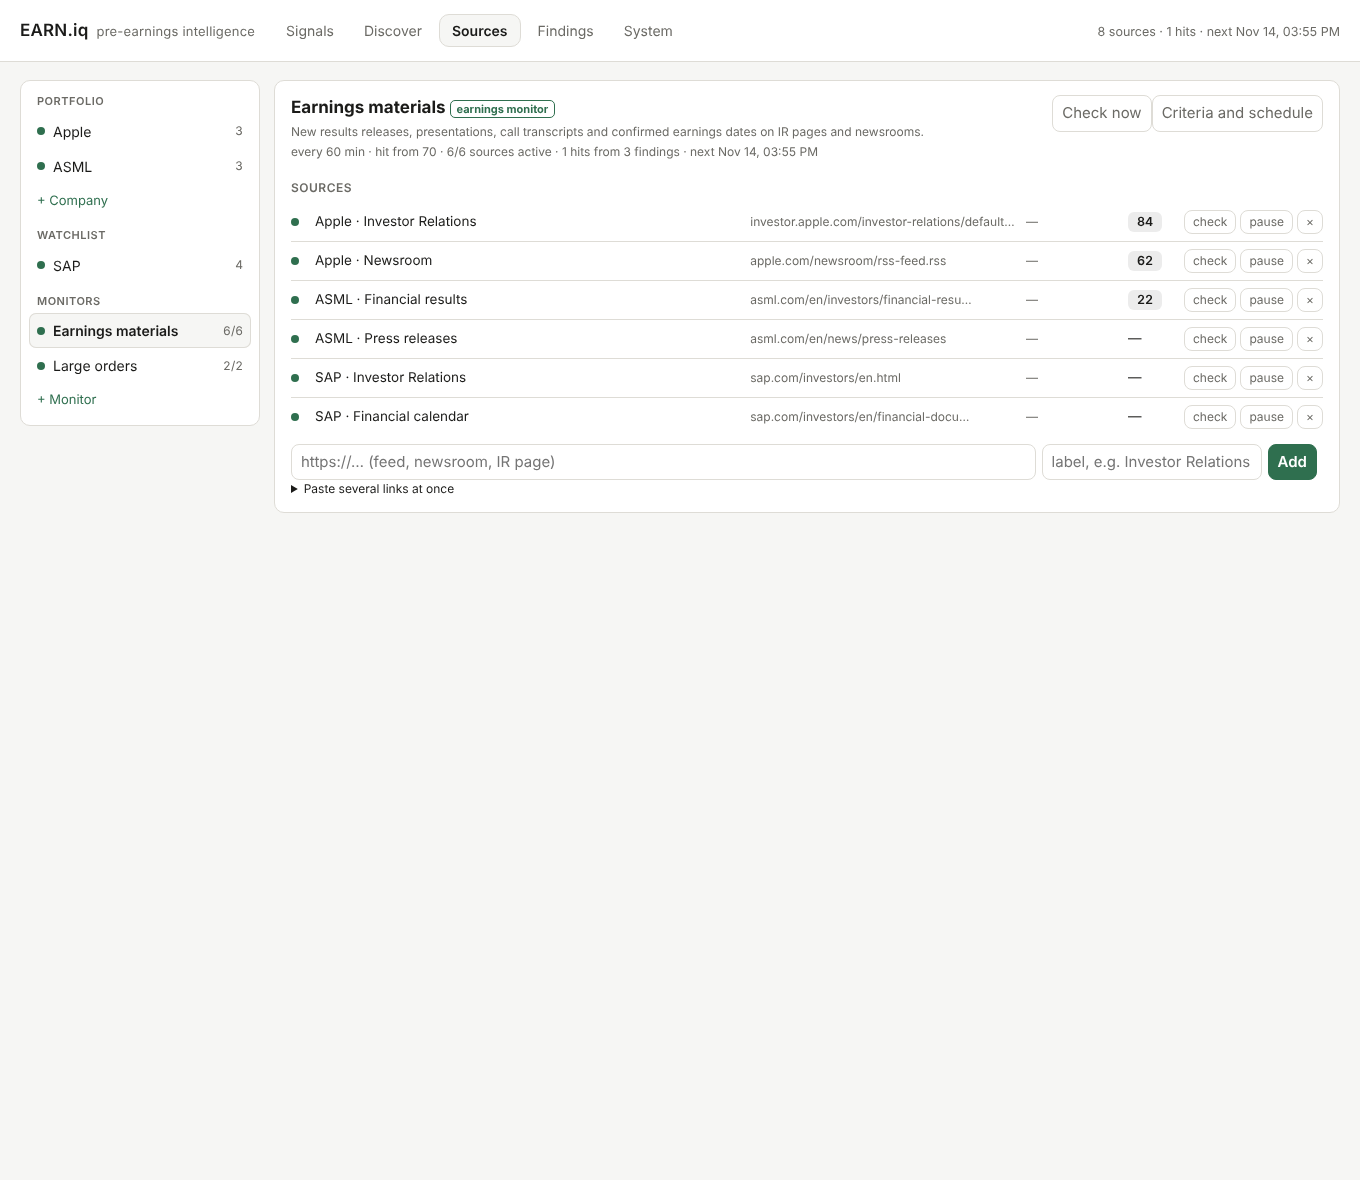 EARN.iq pre-earnings intelligence Signals Discover Sources Findings System 8 sources · 1 hits · next Nov 14, 03:55 PM
PORTFOLIO
Apple 3
ASML 3
+ Company
WATCHLIST
SAP 4
MONITORS
Earnings materials 6/6
Large orders 2/2
+ Monitor
Earnings materials earnings monitor Check now Criteria and schedule
New results releases, presentations, call transcripts and confirmed earnings dates on IR pages and newsrooms.
every 60 min · hit from 70 · 6/6 sources active · 1 hits from 3 findings · next Nov 14, 03:55 PM
SOURCES
Apple · Investor Relations investor.apple.com/investor-relations/default… — 84 check pause ×
Apple · Newsroom apple.com/newsroom/rss-feed.rss — 62 check pause ×
ASML · Financial results asml.com/en/investors/financial-resu… — 22 check pause ×
ASML · Press releases asml.com/en/news/press-releases — — check pause ×
SAP · Investor Relations sap.com/investors/en.html — — check pause ×
SAP · Financial calendar sap.com/investors/en/financial-docu… — — check pause ×
https://... (feed, newsroom, IR page) label, e.g. Investor Relations Add
Paste several links at once